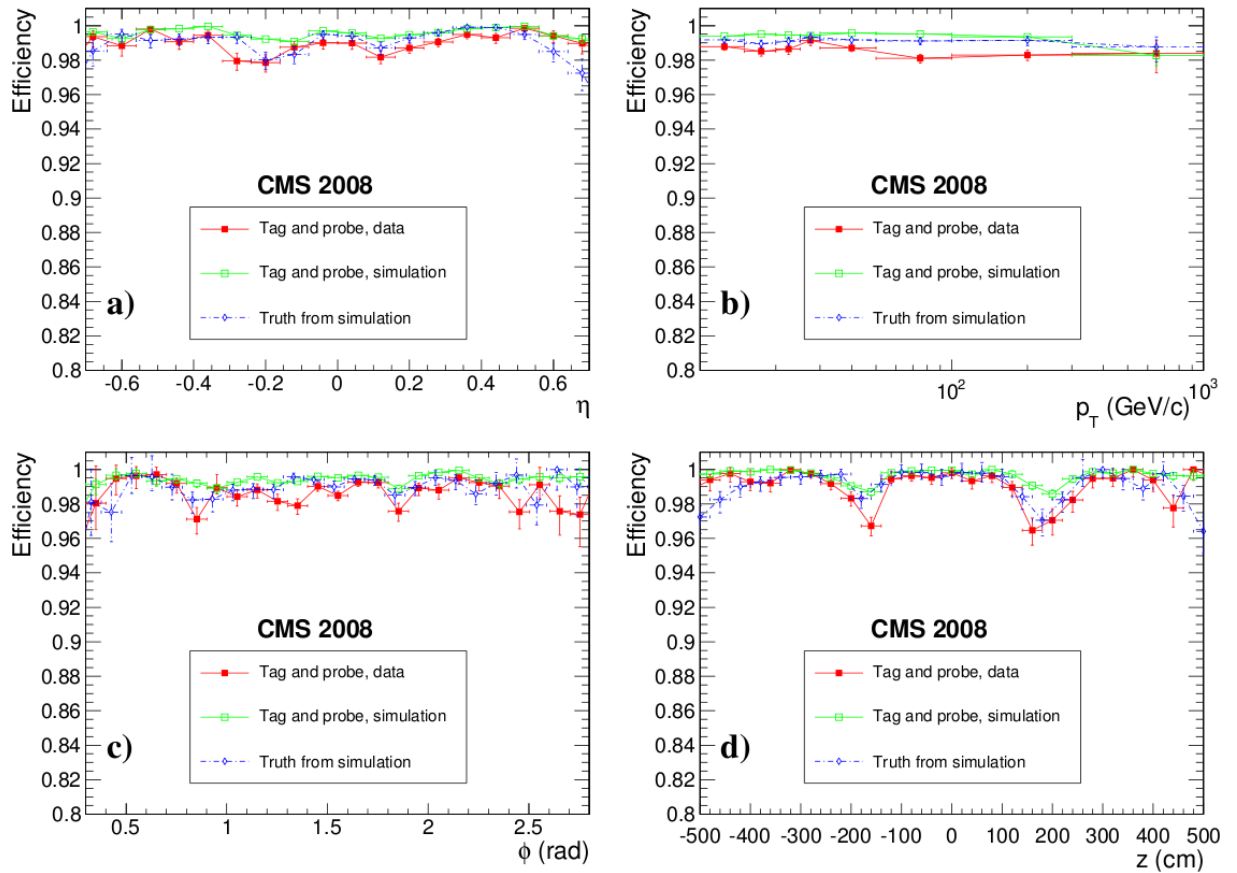 Efficiency
1
0.98
0.96
0.94
0.92
0.9
0.88
0.86
0.84
0.82
0.8
CMS 2008
Tag and probe, data
Tag and probe, simulation
Truth from simulation
a)
-0.6 -0.4 -0.2 0 0.2 0.4 0.6
η
Efficiency
1
0.98
0.96
0.94
0.92
0.9
0.88
0.86
0.84
0.82
0.8
CMS 2008
Tag and probe, data
Tag and probe, simulation
Truth from simulation
b)
10² 10³
p_T (GeV/c)
Efficiency
1
0.98
0.96
0.94
0.92
0.9
0.88
0.86
0.84
0.82
0.8
CMS 2008
Tag and probe, data
Tag and probe, simulation
Truth from simulation
c)
0.5 1 1.5 2 2.5
ϕ (rad)
Efficiency
1
0.98
0.96
0.94
0.92
0.9
0.88
0.86
0.84
0.82
0.8
CMS 2008
Tag and probe, data
Tag and probe, simulation
Truth from simulation
d)
-500 -400 -300 -200 -100 0 100 200 300 400 500
z (cm)